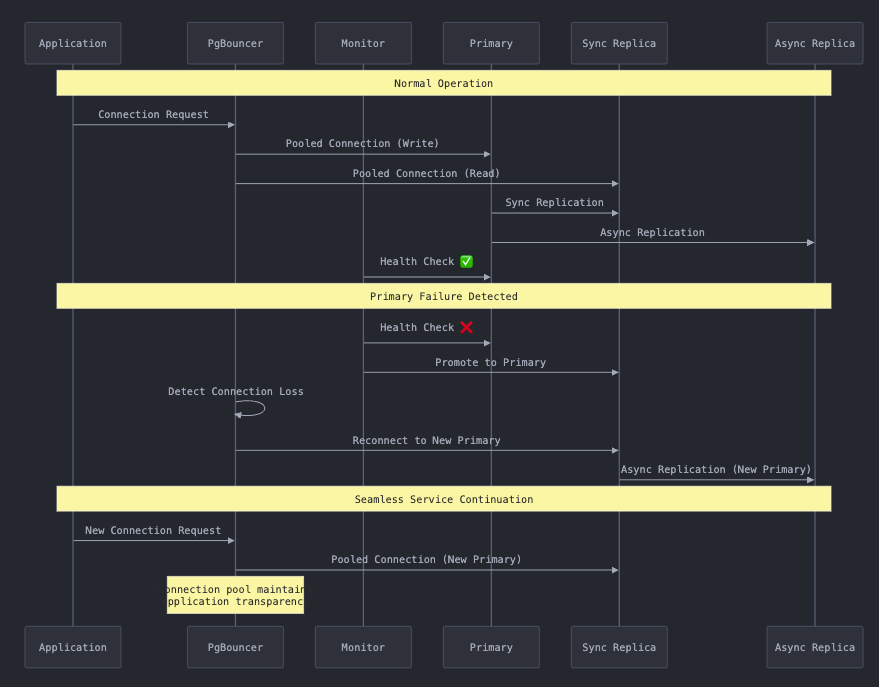 Application
PgBouncer
Monitor
Primary
Sync Replica
Async Replica
Normal Operation
Connection Request
Pooled Connection (Write)
Pooled Connection (Read)
Sync Replication
Async Replication
Health Check ✅
Primary Failure Detected
Health Check ❌
Promote to Primary
Detect Connection Loss
Reconnect to New Primary
Async Replication (New Primary)
Seamless Service Continuation
New Connection Request
Pooled Connection (New Primary)
onnection pool maintain
pplication transparenc
Application
PgBouncer
Monitor
Primary
Sync Replica
Async Replica